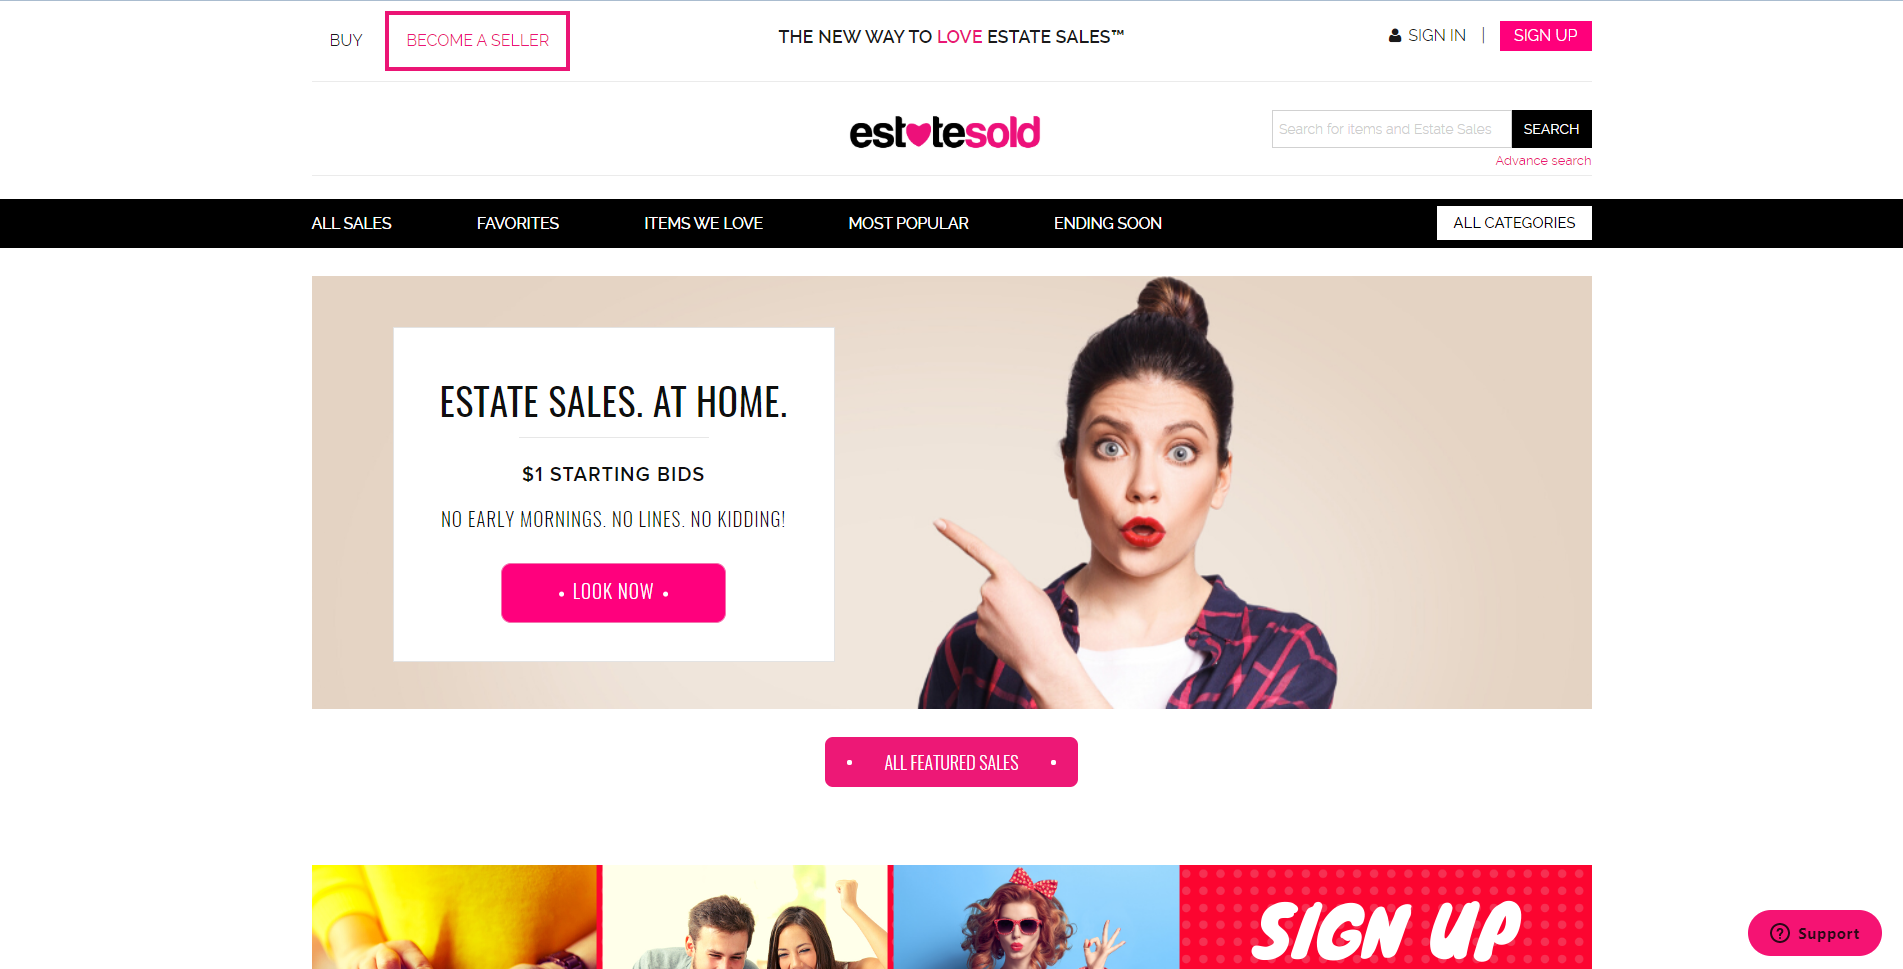 BUY
BECOME A SELLER
THE NEW WAY TO LOVE ESTATE SALES™
SIGN IN | SIGN UP
estatesold
Search for items and Estate Sales
SEARCH
Advance search
ALL SALES
FAVORITES
ITEMS WE LOVE
MOST POPULAR
ENDING SOON
ALL CATEGORIES
ESTATE SALES. AT HOME.
$1 STARTING BIDS
NO EARLY MORNINGS. NO LINES. NO KIDDING!
• LOOK NOW •
• ALL FEATURED SALES •
SIGN UP
Support